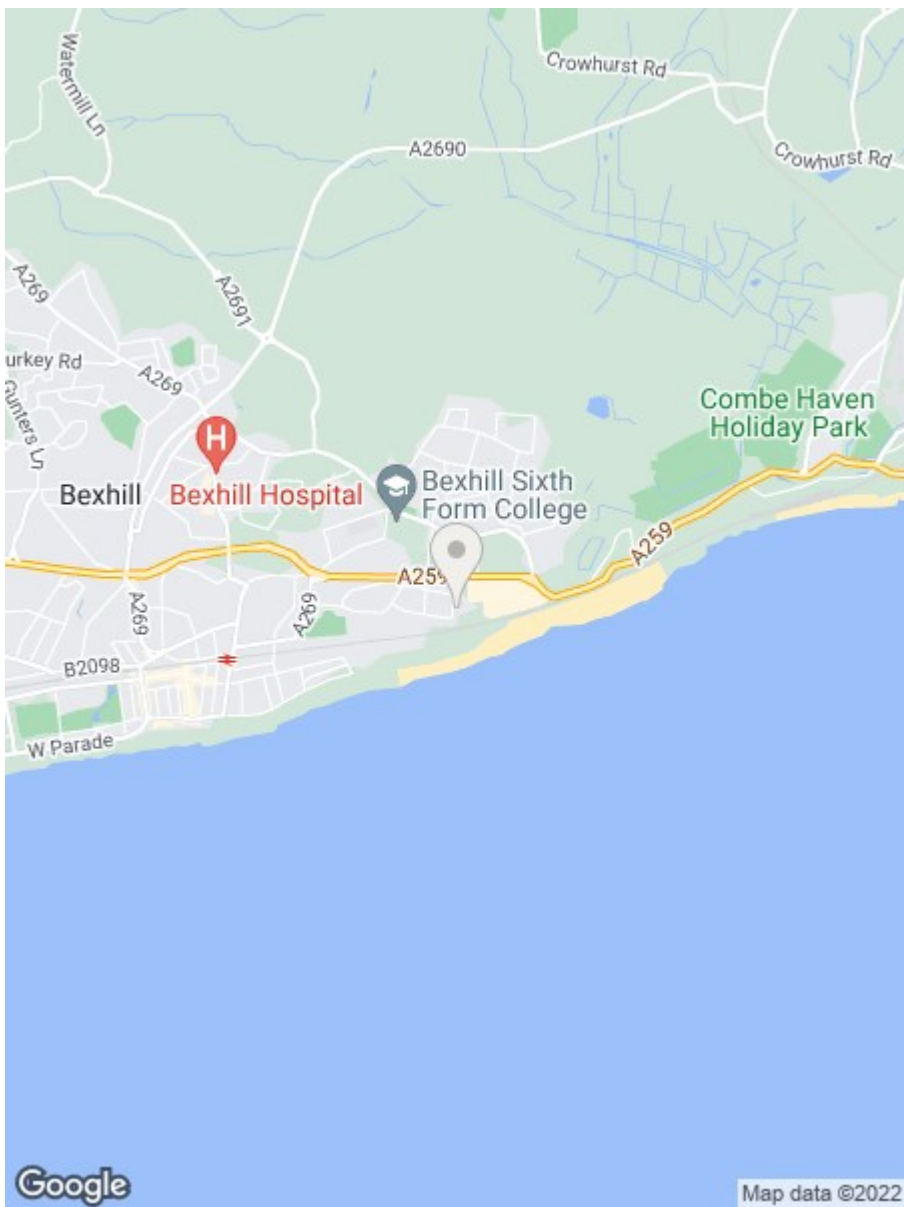 Watermill Ln
Crowhurst Rd
A2690
Crowhurst Rd
A269
A2691
urkey Rd
A269
Gunters Ln
Combe Haven
Holiday Park
H
Bexhill
Bexhill Hospital
Bexhill Sixth
Form College
A259
A259
A269
A269
B2098
W Parade
Google
Map data ©2022